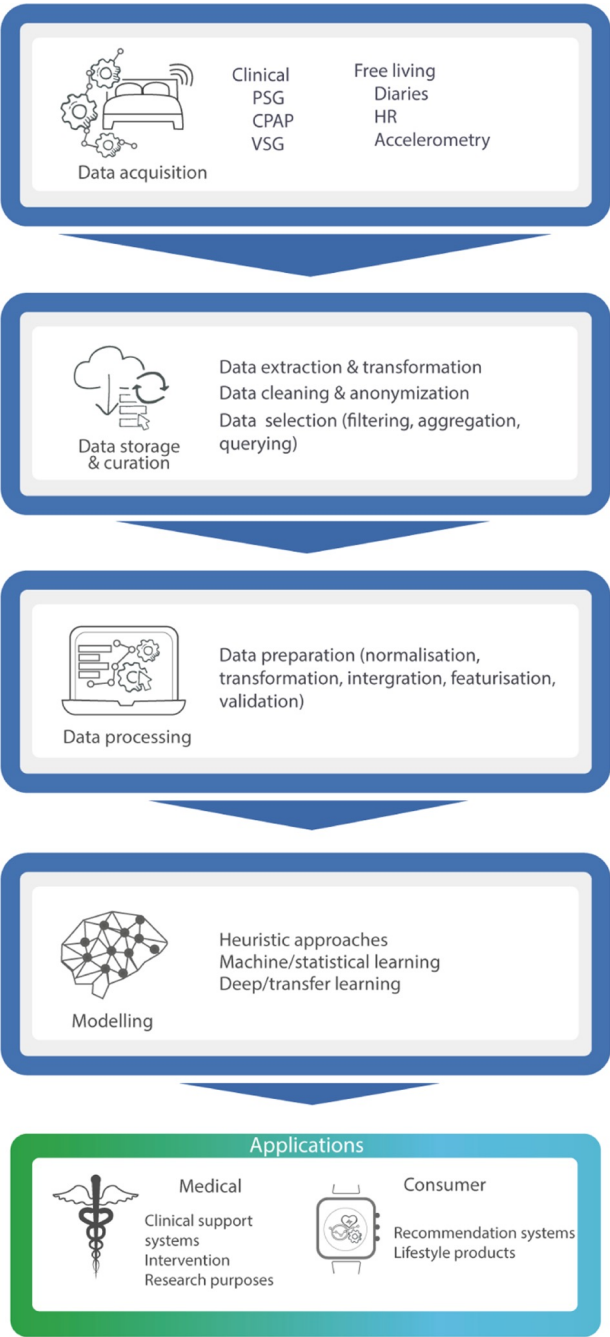 Data acquisition
Clinical
PSG
CPAP
VSG
Free living
Diaries
HR
Accelerometry
Data storage
& curation
Data extraction & transformation
Data cleaning & anonymization
Data selection (filtering, aggregation,
querying)
Data processing
Data preparation (normalisation,
transformation, intergration, featurisation,
validation)
Modelling
Heuristic approaches
Machine/statistical learning
Deep/transfer learning
Applications
Medical
Clinical support
systems
Intervention
Research purposes
Consumer
Recommendation systems
Lifestyle products